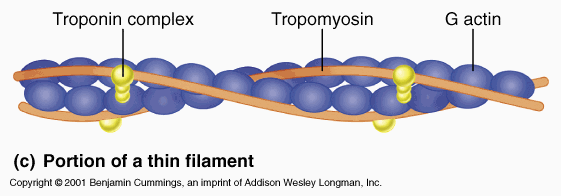 Troponin complex Tropomyosin G actin
(c) Portion of a thin filament
Copyright © 2001 Benjamin Cummings, an imprint of Addison Wesley Longman, Inc.